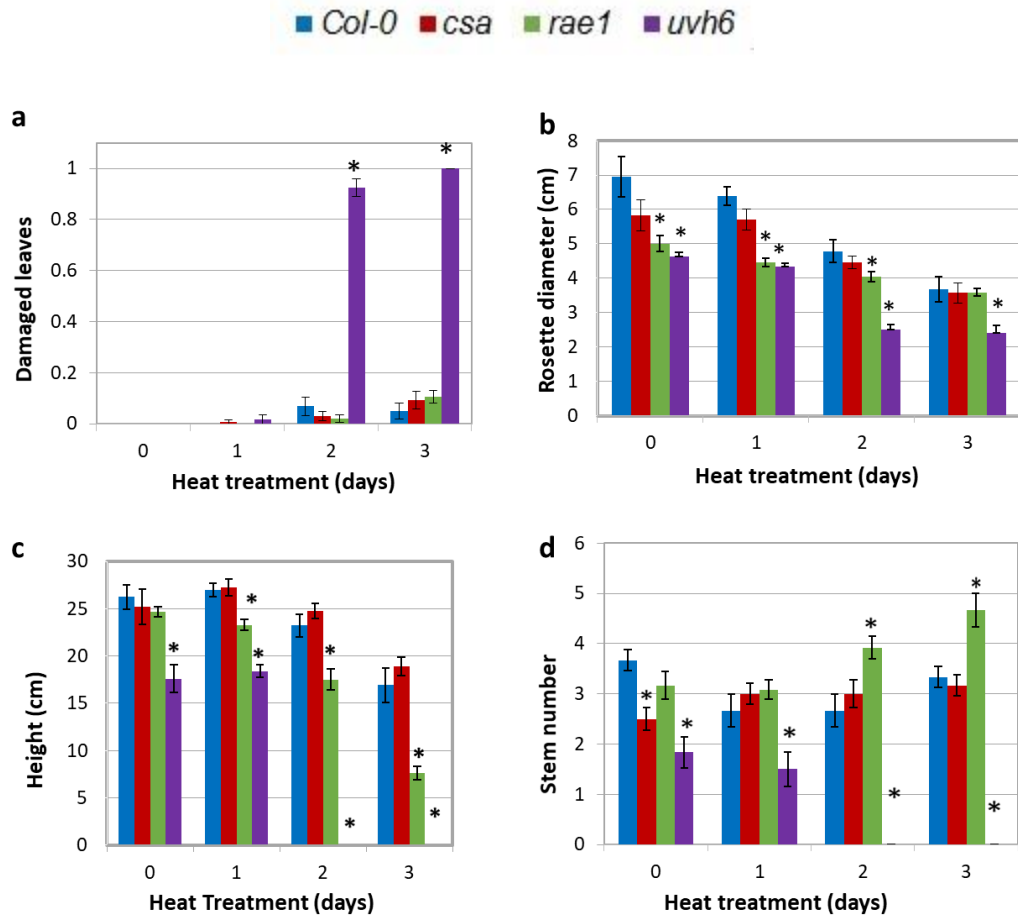 Col-0 csa rae1 uvh6
a
Damaged leaves
1
0.8
0.6
0.4
0.2
0
* *
0 1 2 3
Heat treatment (days)
b
Rosette diameter (cm)
8
7
6
5
4
3
2
1
0
* * * * * * *
0 1 2 3
Heat treatment (days)
c
Height (cm)
30
25
20
15
10
5
0
* * * * * * *
0 1 2 3
Heat Treatment (days)
d
Stem number
6
5
4
3
2
1
0
* * * * * * *
0 1 2 3
Heat treatment (days)